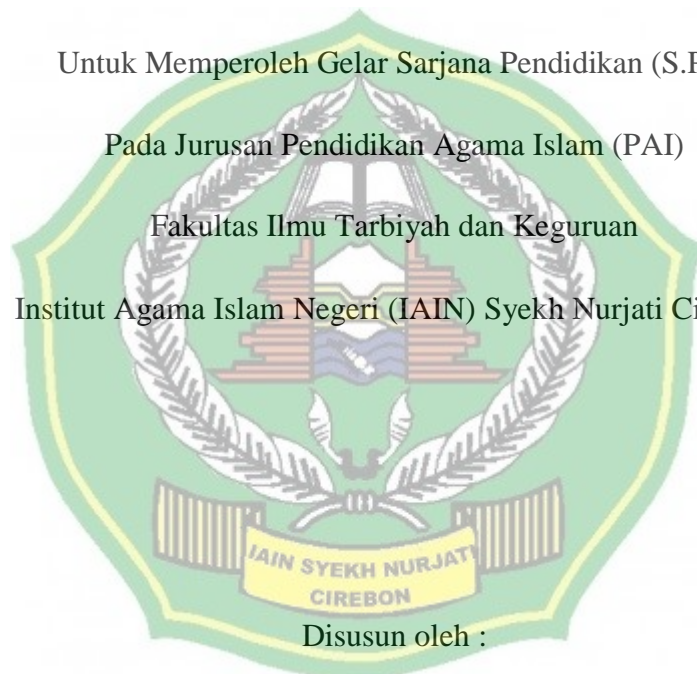 Untuk Memperoleh Gelar Sarjana Pendidikan (S.P
Pada Jurusan Pendidikan Agama Islam (PAI)
Fakultas Ilmu Tarbiyah dan Keguruan
Institut Agama Islam Negeri (IAIN) Syekh Nurjati Ci
IAIN SYEKH NURJATI
CIREBON
Disusun oleh :